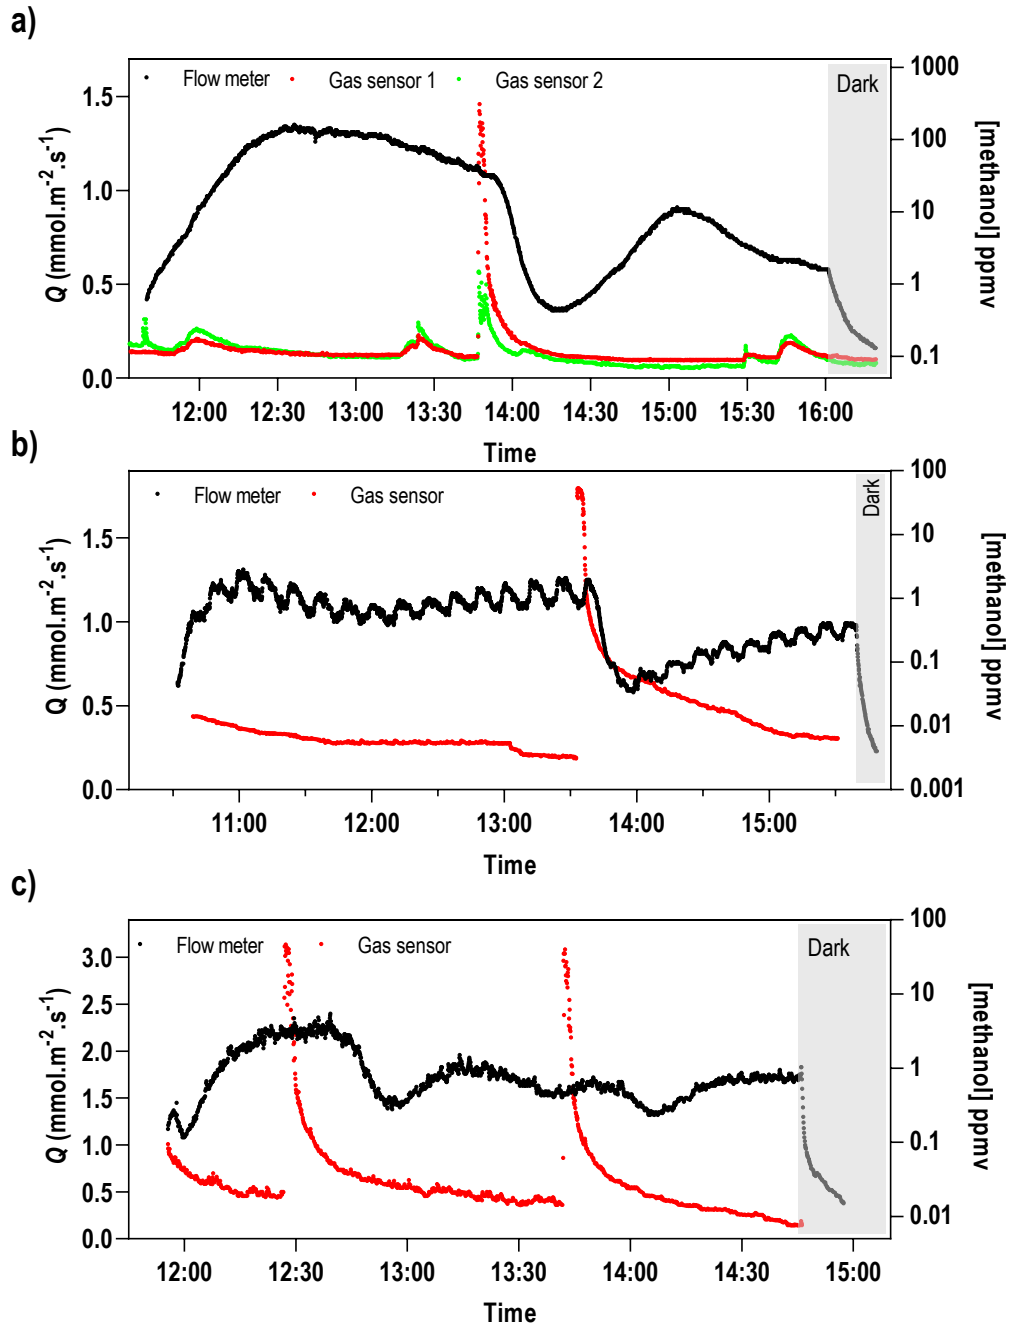 a)
Flow meter Gas sensor 1 Gas sensor 2
Dark
Q (mmol.m-2.s-1)
1.5
1.0
0.5
0.0
1000
100
10
1
0.1
[methanol] ppmv
12:00 12:30 13:00 13:30 14:00 14:30 15:00 15:30 16:00
Time
b)
Flow meter Gas sensor
Dark
Q (mmol.m-2.s-1)
1.5
1.0
0.5
0.0
100
10
1
0.1
0.01
0.001
[methanol] ppmv
11:00 12:00 13:00 14:00 15:00
Time
c)
Flow meter Gas sensor
Dark
Q (mmol.m-2.s-1)
3.0
2.5
2.0
1.5
1.0
0.5
0.0
100
10
1
0.1
0.01
[methanol] ppmv
12:00 12:30 13:00 13:30 14:00 14:30 15:00
Time